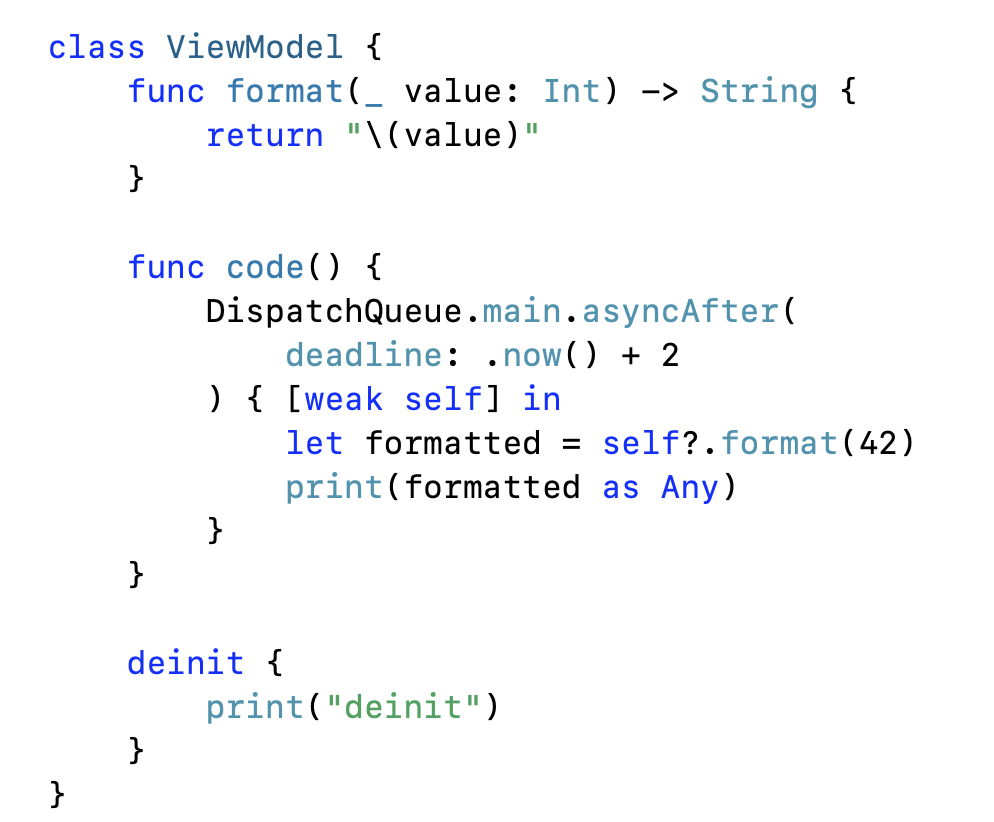 class ViewModel {
    func format(_ value: Int) -> String {
        return "\(value)"
    }

    func code() {
        DispatchQueue.main.asyncAfter(
            deadline: .now() + 2
        ) { [weak self] in
            let formatted = self?.format(42)
            print(formatted as Any)
        }
    }

    deinit {
        print("deinit")
    }
}